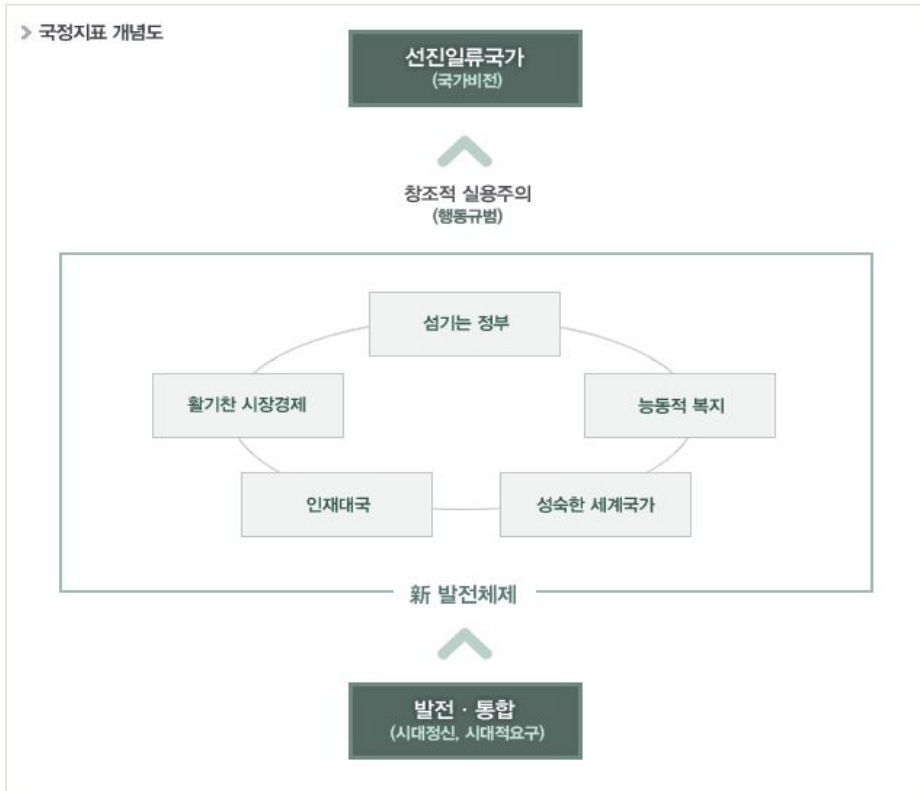 국정지표 개념도
선진일류국가
(국가비전)
창조적 실용주의
(행동규범)
섬기는 정부
활기찬 시장경제
능동적 복지
인재대국
성숙한 세계국가
新 발전체제
발전 · 통합
(시대정신, 시대적요구)